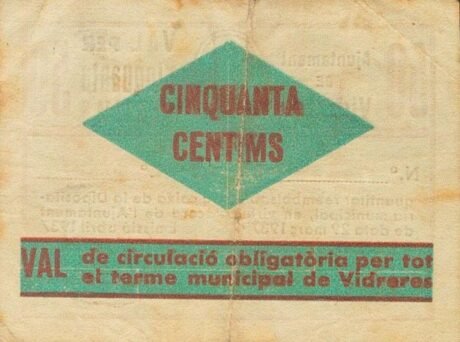 CINQUANTA
CENTIMS
VAL de circulació obligatòria per tot
el terme municipal de Vidreres